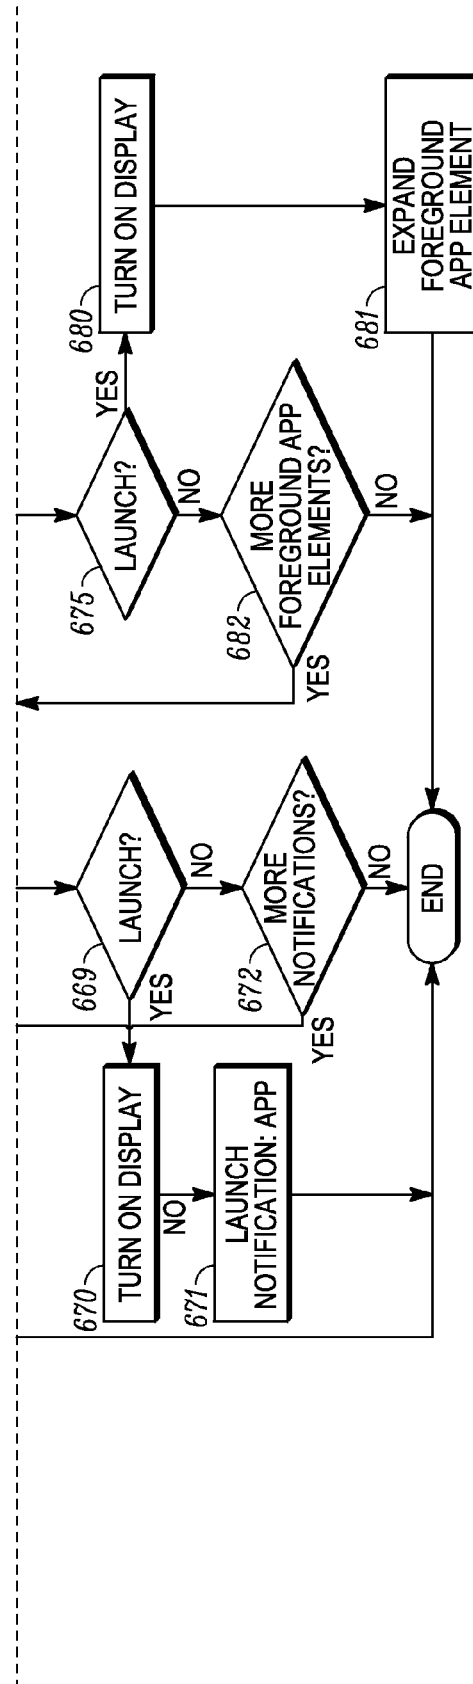 670
TURN ON DISPLAY
NO
671
LAUNCH
NOTIFICATION: APP
669
LAUNCH?
YES
NO
672
MORE
NOTIFICATIONS?
YES
NO
END
675
LAUNCH?
YES
NO
680
TURN ON DISPLAY
682
MORE
FOREGROUND APP
ELEMENTS?
YES
NO
681
EXPAND
FOREGROUND
APP ELEMENT